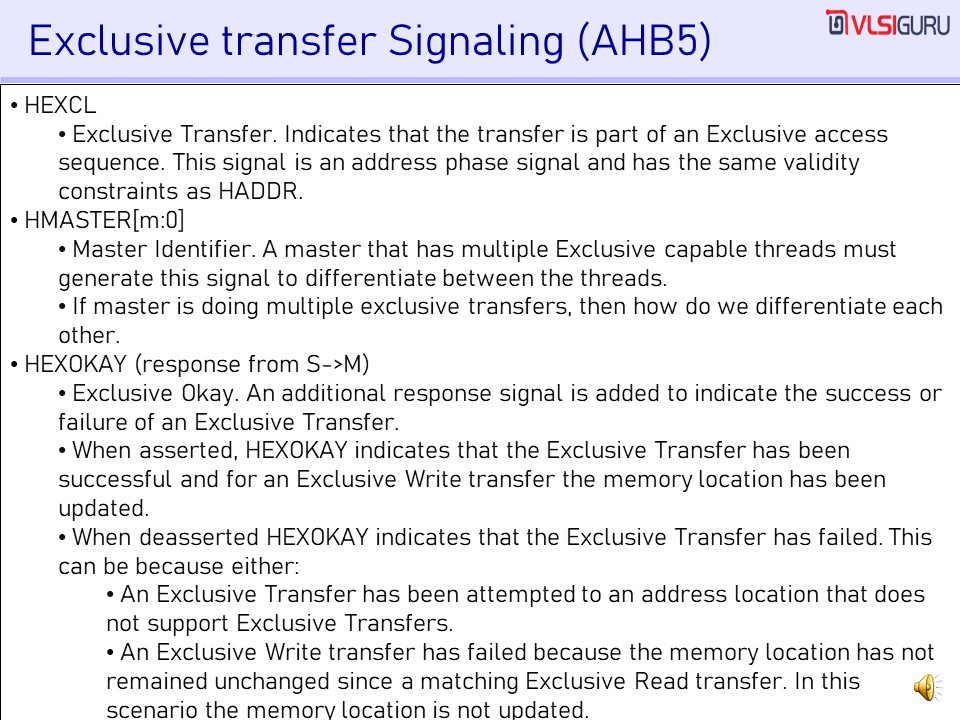 Exclusive transfer Signaling (AHB5)
VLSIGURU
• HEXCL
• Exclusive Transfer. Indicates that the transfer is part of an Exclusive access
sequence. This signal is an address phase signal and has the same validity
constraints as HADDR.
• HMASTER[m:0]
• Master Identifier. A master that has multiple Exclusive capable threads must
generate this signal to differentiate between the threads.
• If master is doing multiple exclusive transfers, then how do we differentiate each
other.
• HEXOKAY (response from S->M)
• Exclusive Okay. An additional response signal is added to indicate the success or
failure of an Exclusive Transfer.
• When asserted, HEXOKAY indicates that the Exclusive Transfer has been
successful and for an Exclusive Write transfer the memory location has been
updated.
• When deasserted HEXOKAY indicates that the Exclusive Transfer has failed. This
can be because either:
• An Exclusive Transfer has been attempted to an address location that does
not support Exclusive Transfers.
• An Exclusive Write transfer has failed because the memory location has not
remained unchanged since a matching Exclusive Read transfer. In this
scenario the memory location is not updated.